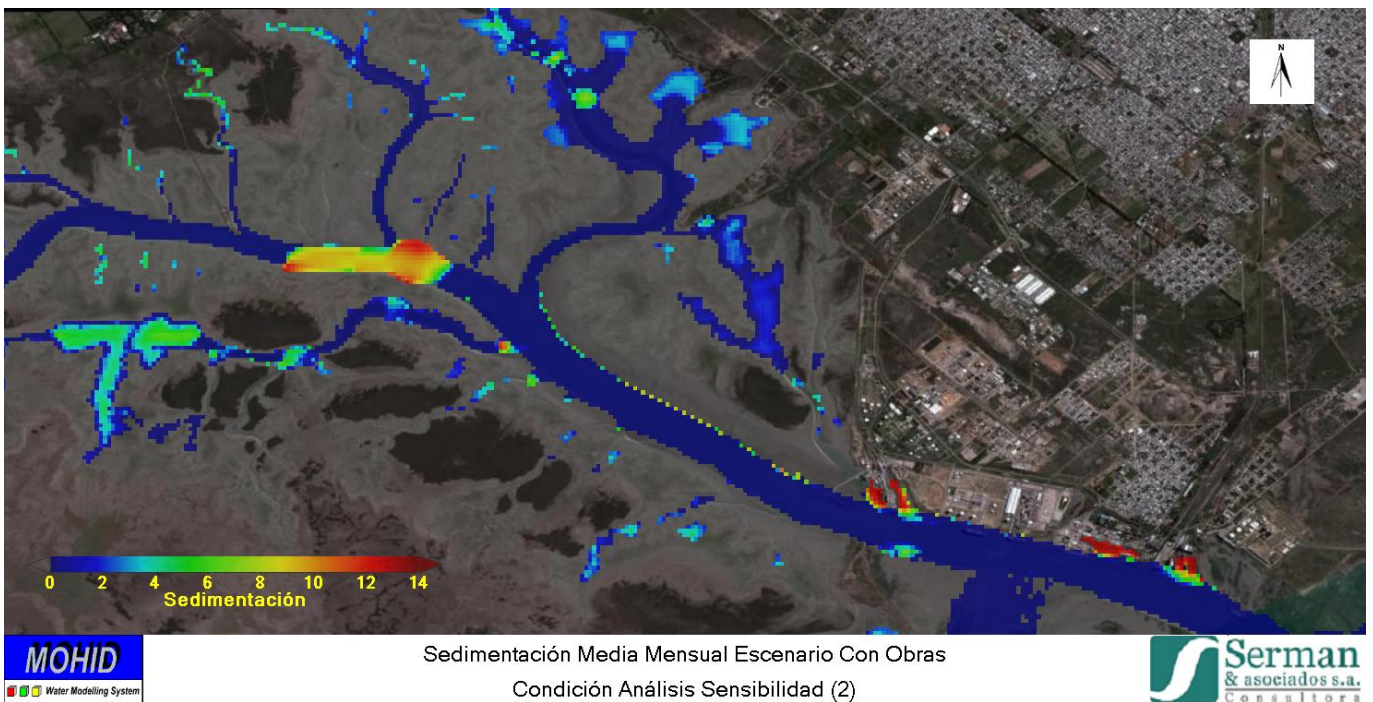 N
0 2 4 6 8 10 12 14
Sedimentación
MOHID
Water Modelling System
Sedimentación Media Mensual Escenario Con Obras
Condición Análisis Sensibilidad (2)
Serman
& asociados s.a.
Consultora